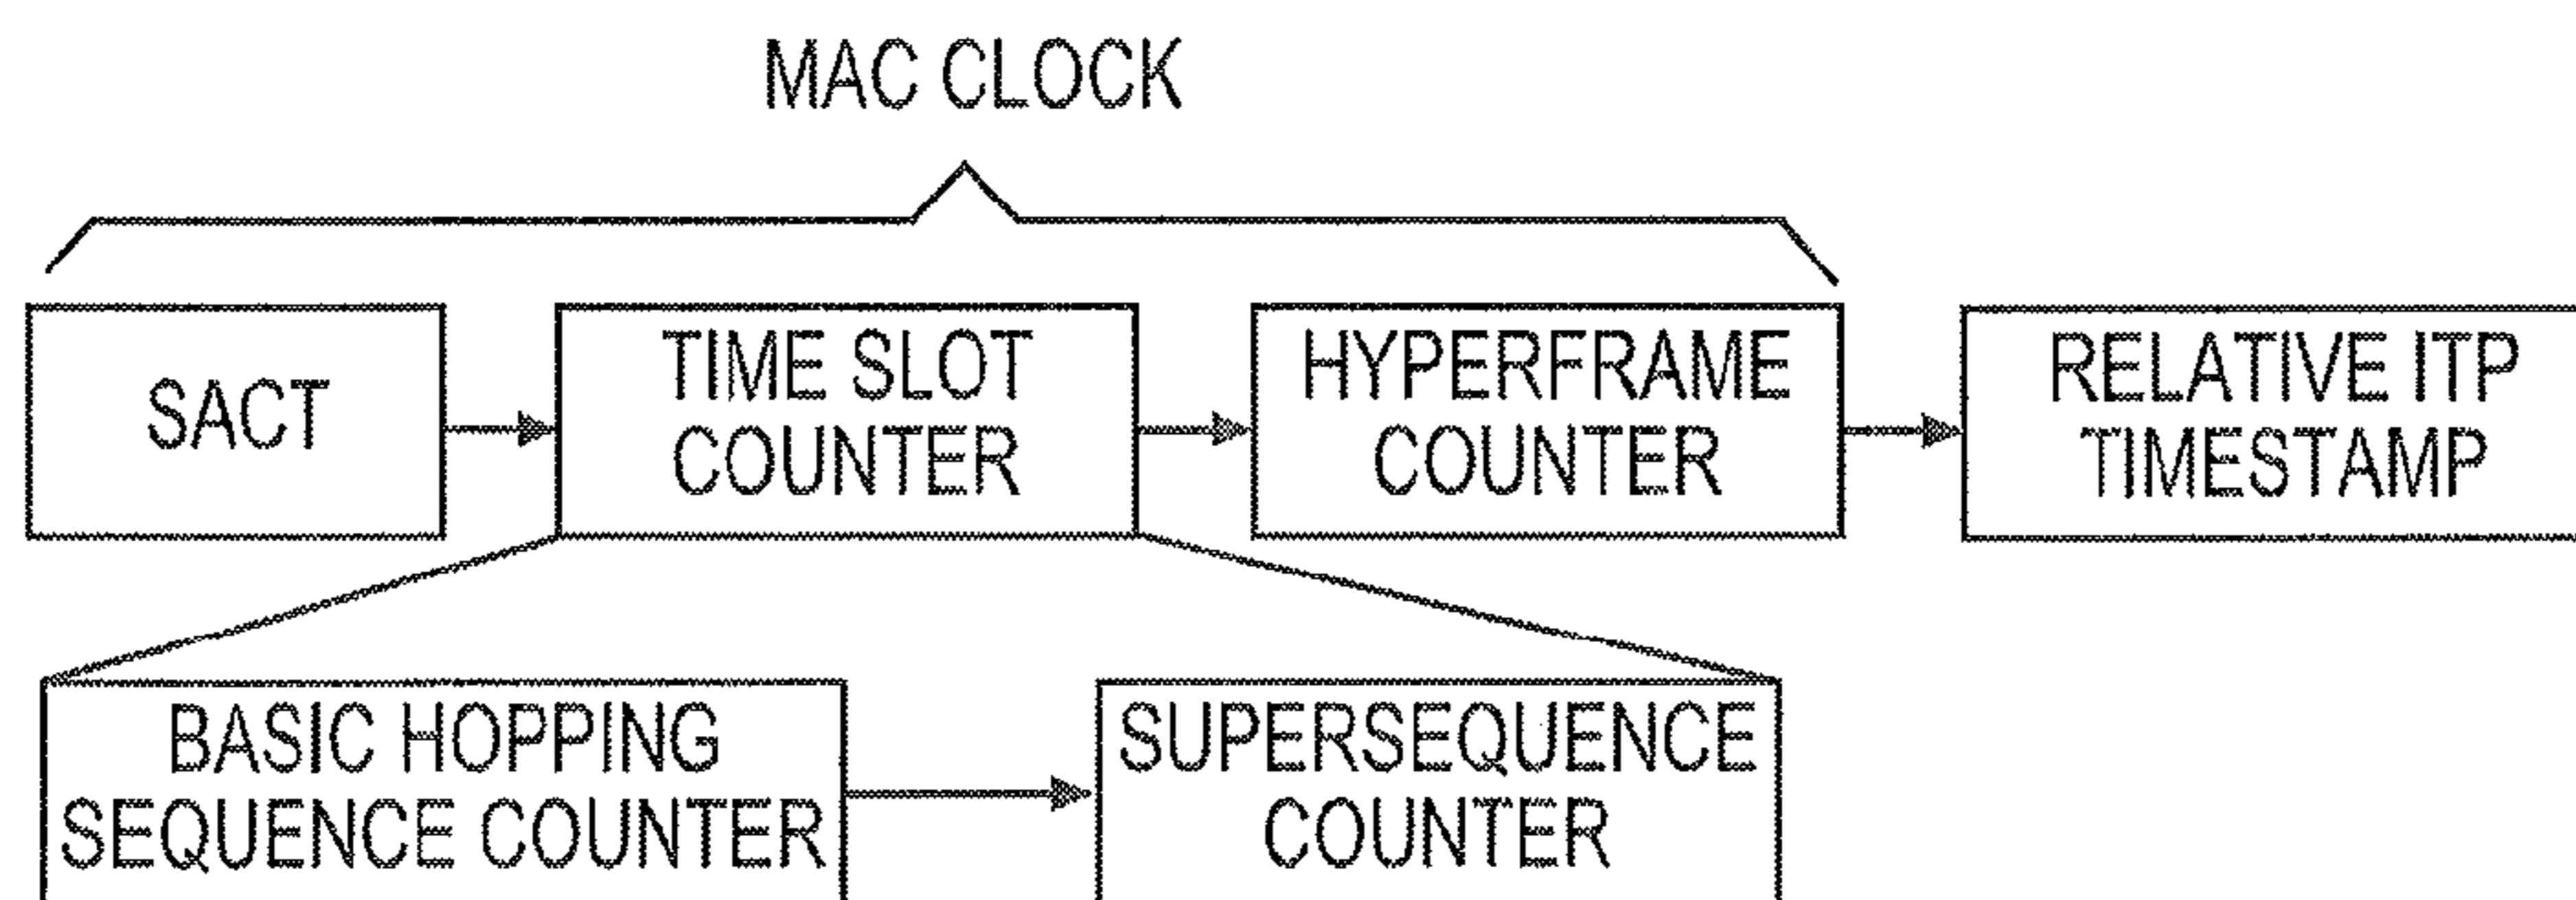 MAC CLOCK
SACT
TIME SLOT
COUNTER
HYPERFRAME
COUNTER
RELATIVE ITP
TIMESTAMP
BASIC HOPPING
SEQUENCE COUNTER
SUPERSEQUENCE
COUNTER